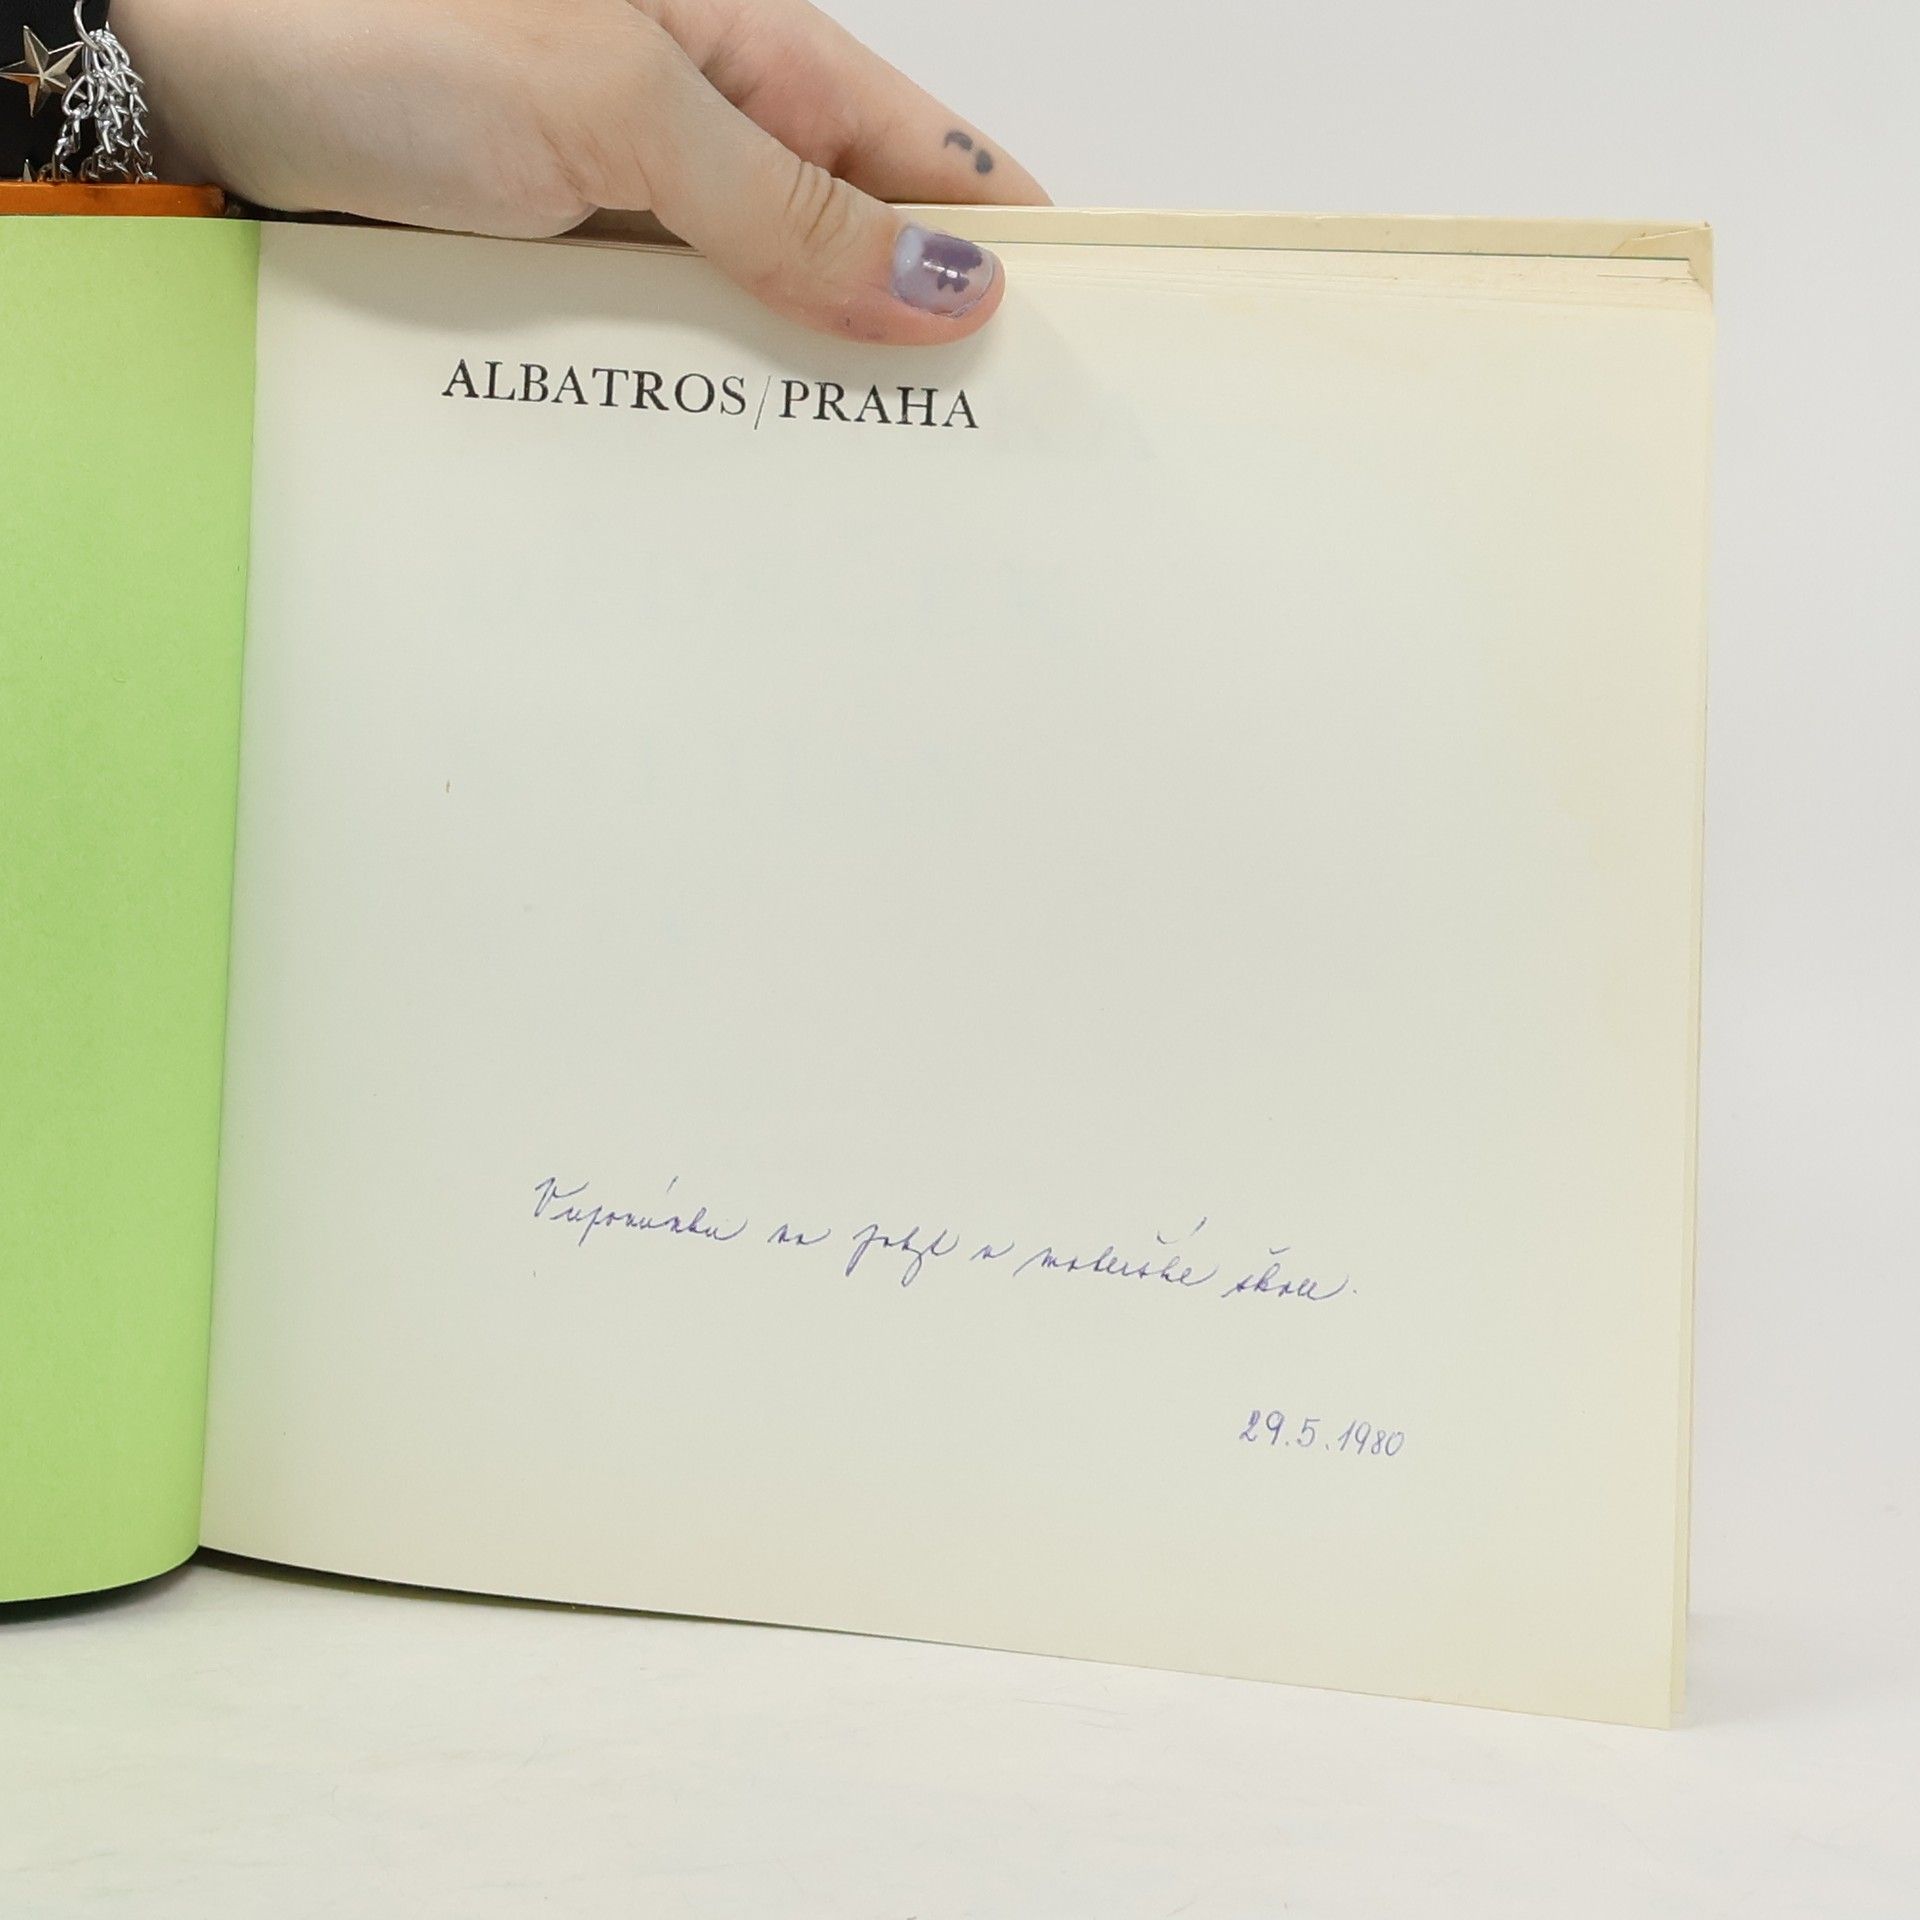 ALBATROS/PRAHA
Vzpomínka na pobyt v mateřské škole.
29.5.1980